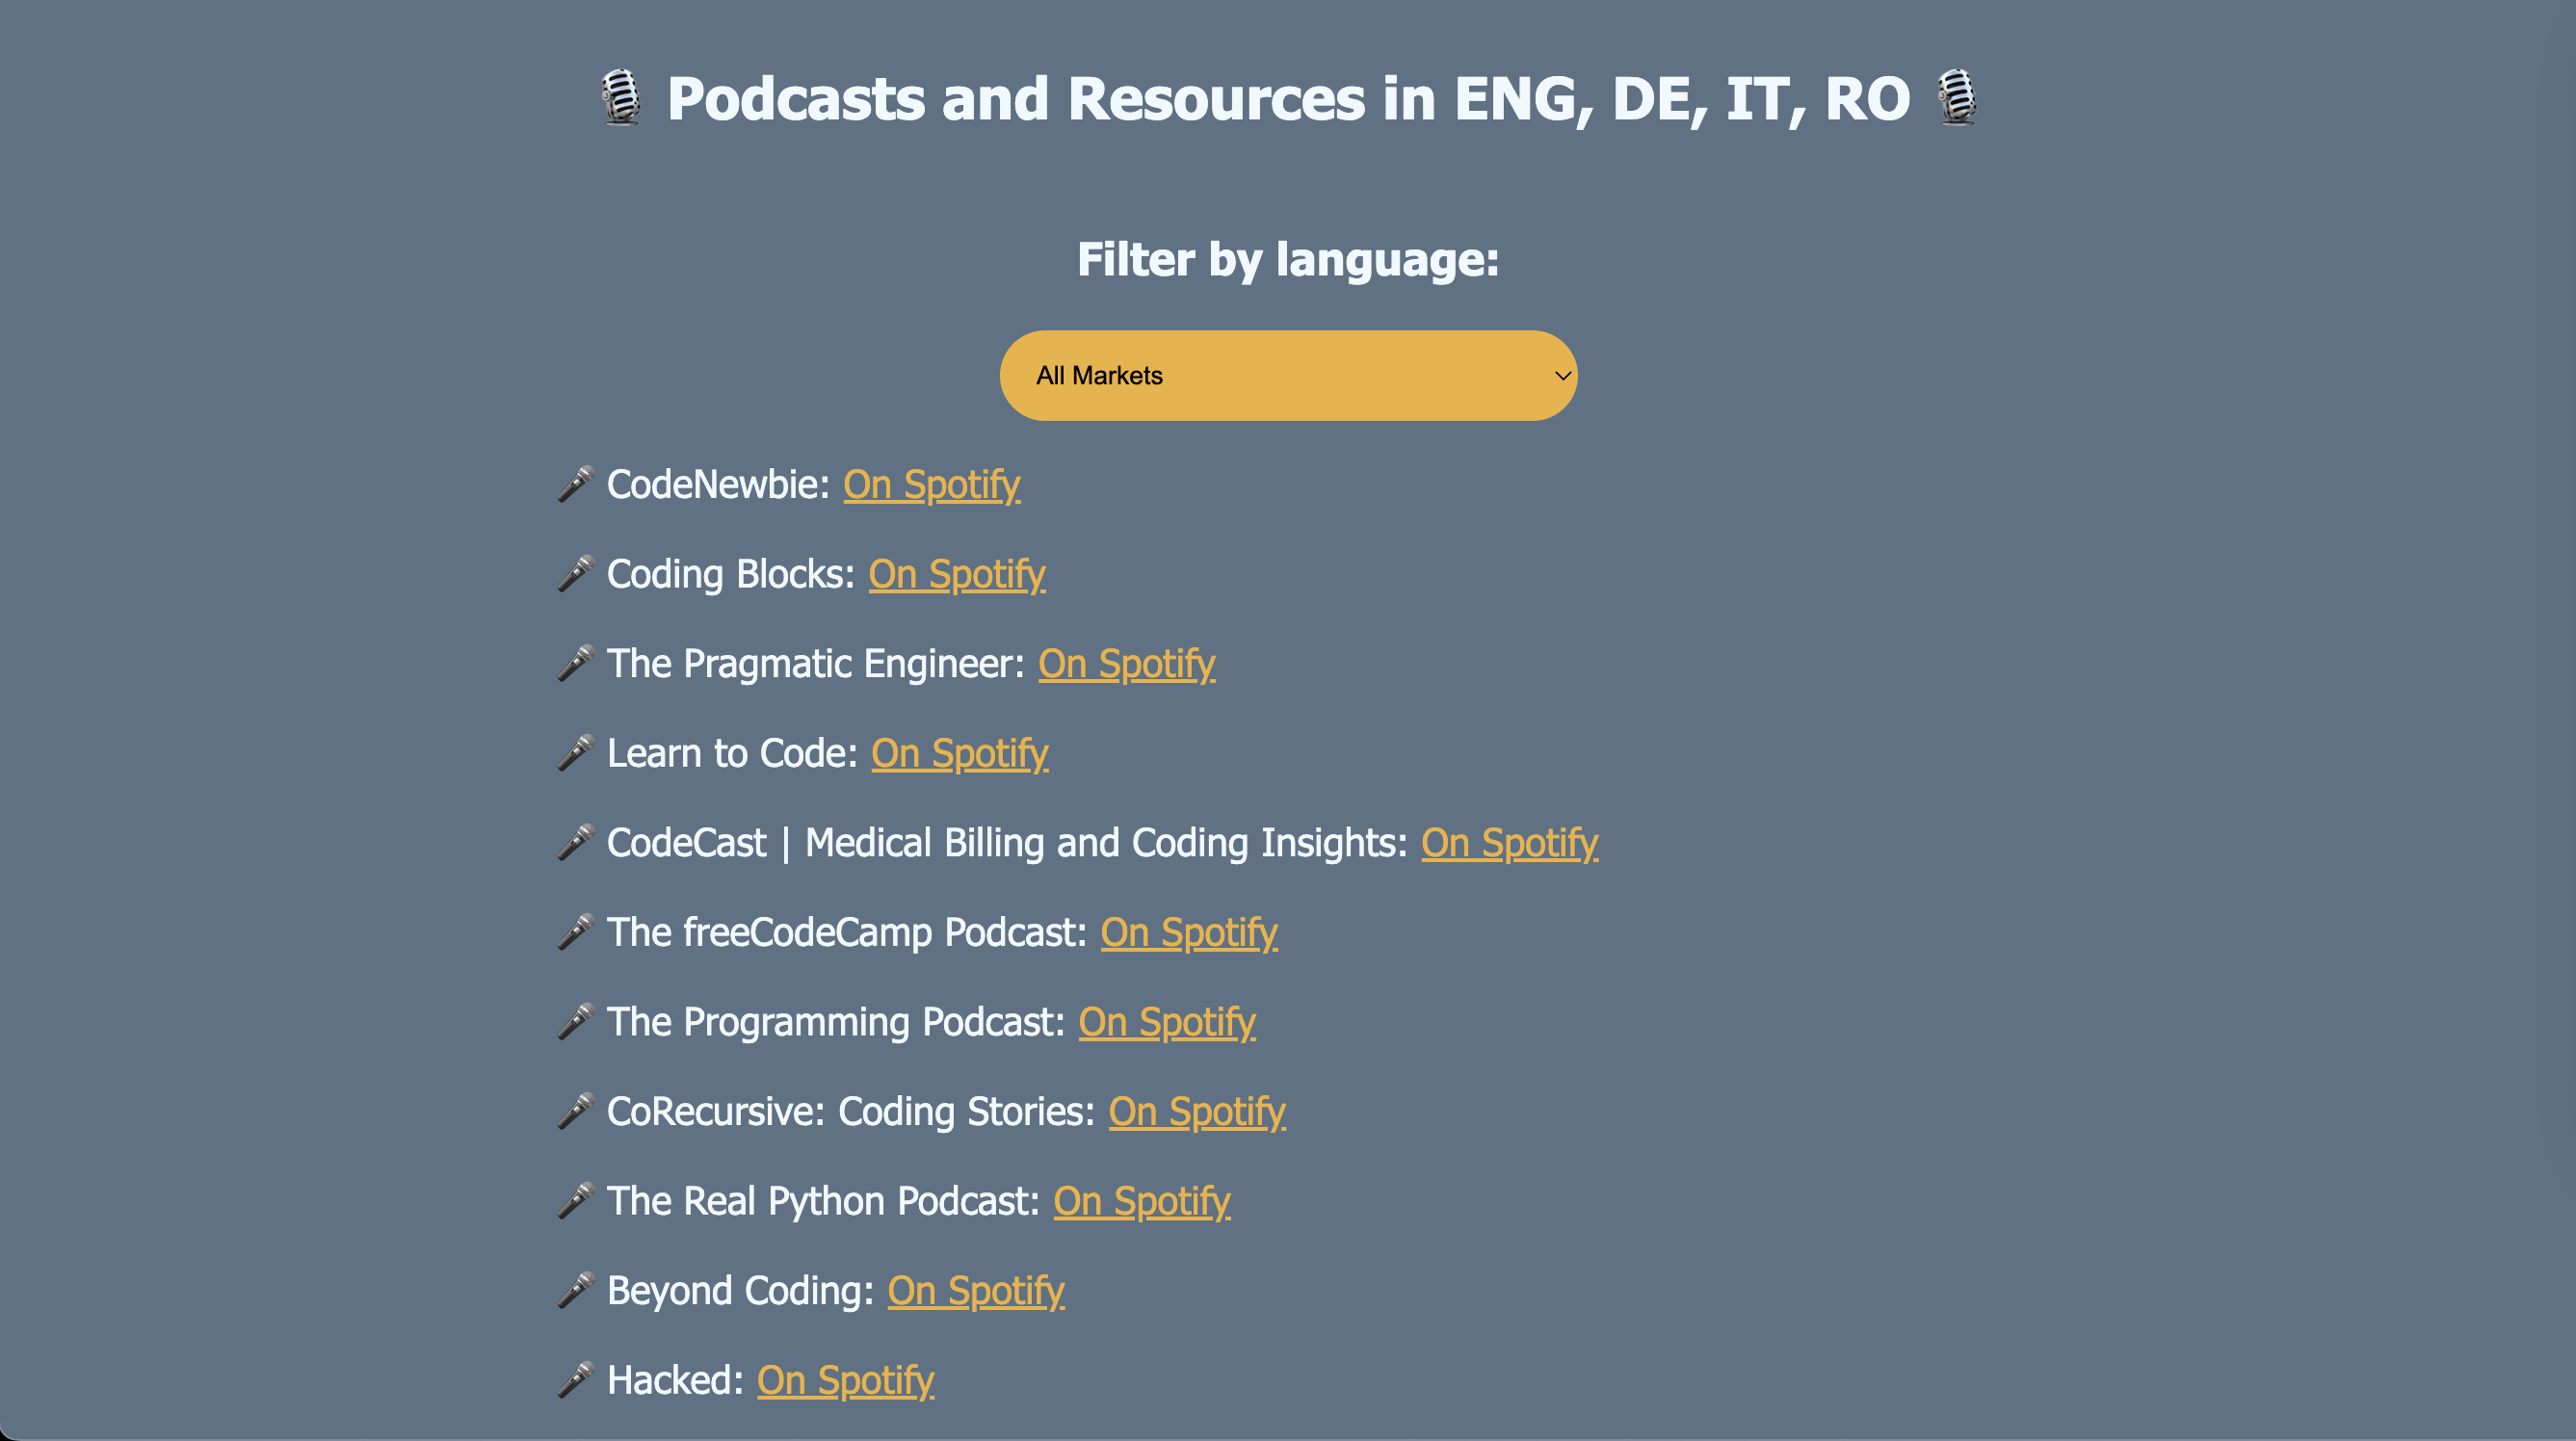 Podcasts and Resources in ENG, DE, IT, RO
Filter by language:
All Markets
CodeNewbie: On Spotify
Coding Blocks: On Spotify
The Pragmatic Engineer: On Spotify
Learn to Code: On Spotify
CodeCast | Medical Billing and Coding Insights: On Spotify
The freeCodeCamp Podcast: On Spotify
The Programming Podcast: On Spotify
CoRecursive: Coding Stories: On Spotify
The Real Python Podcast: On Spotify
Beyond Coding: On Spotify
Hacked: On Spotify